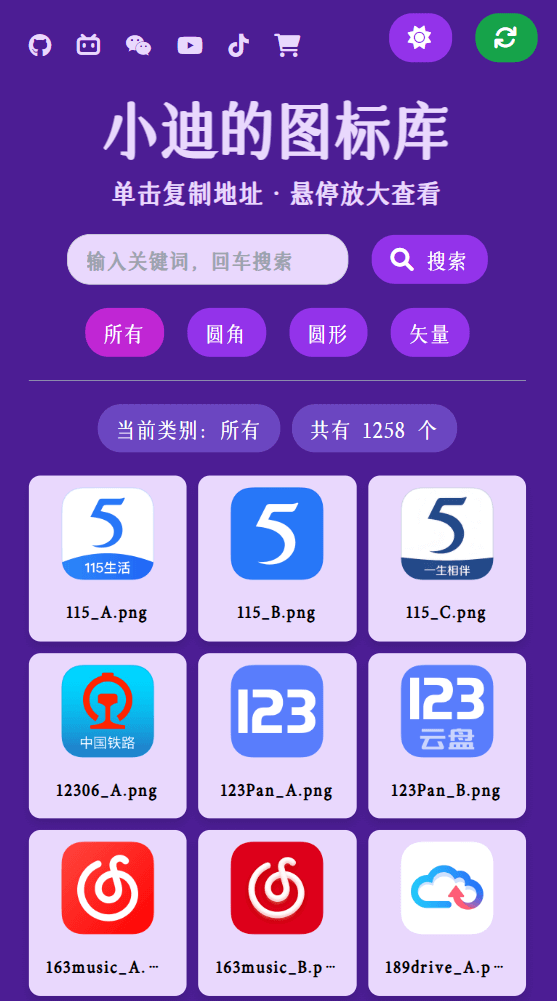 小迪的图标库
单击复制地址 · 悬停放大查看
输入关键词，回车搜索 搜索
所有 圆角 圆形 矢量
当前类别：所有 共有 1258 个
5 5 5
115生活 一生相伴
115_A.png 115_B.png 115_C.png
123 123
中国铁路 云盘
12306_A.png 123Pan_A.png 123Pan_B.png
163music_A.… 163music_B.p… 189drive_A.p…